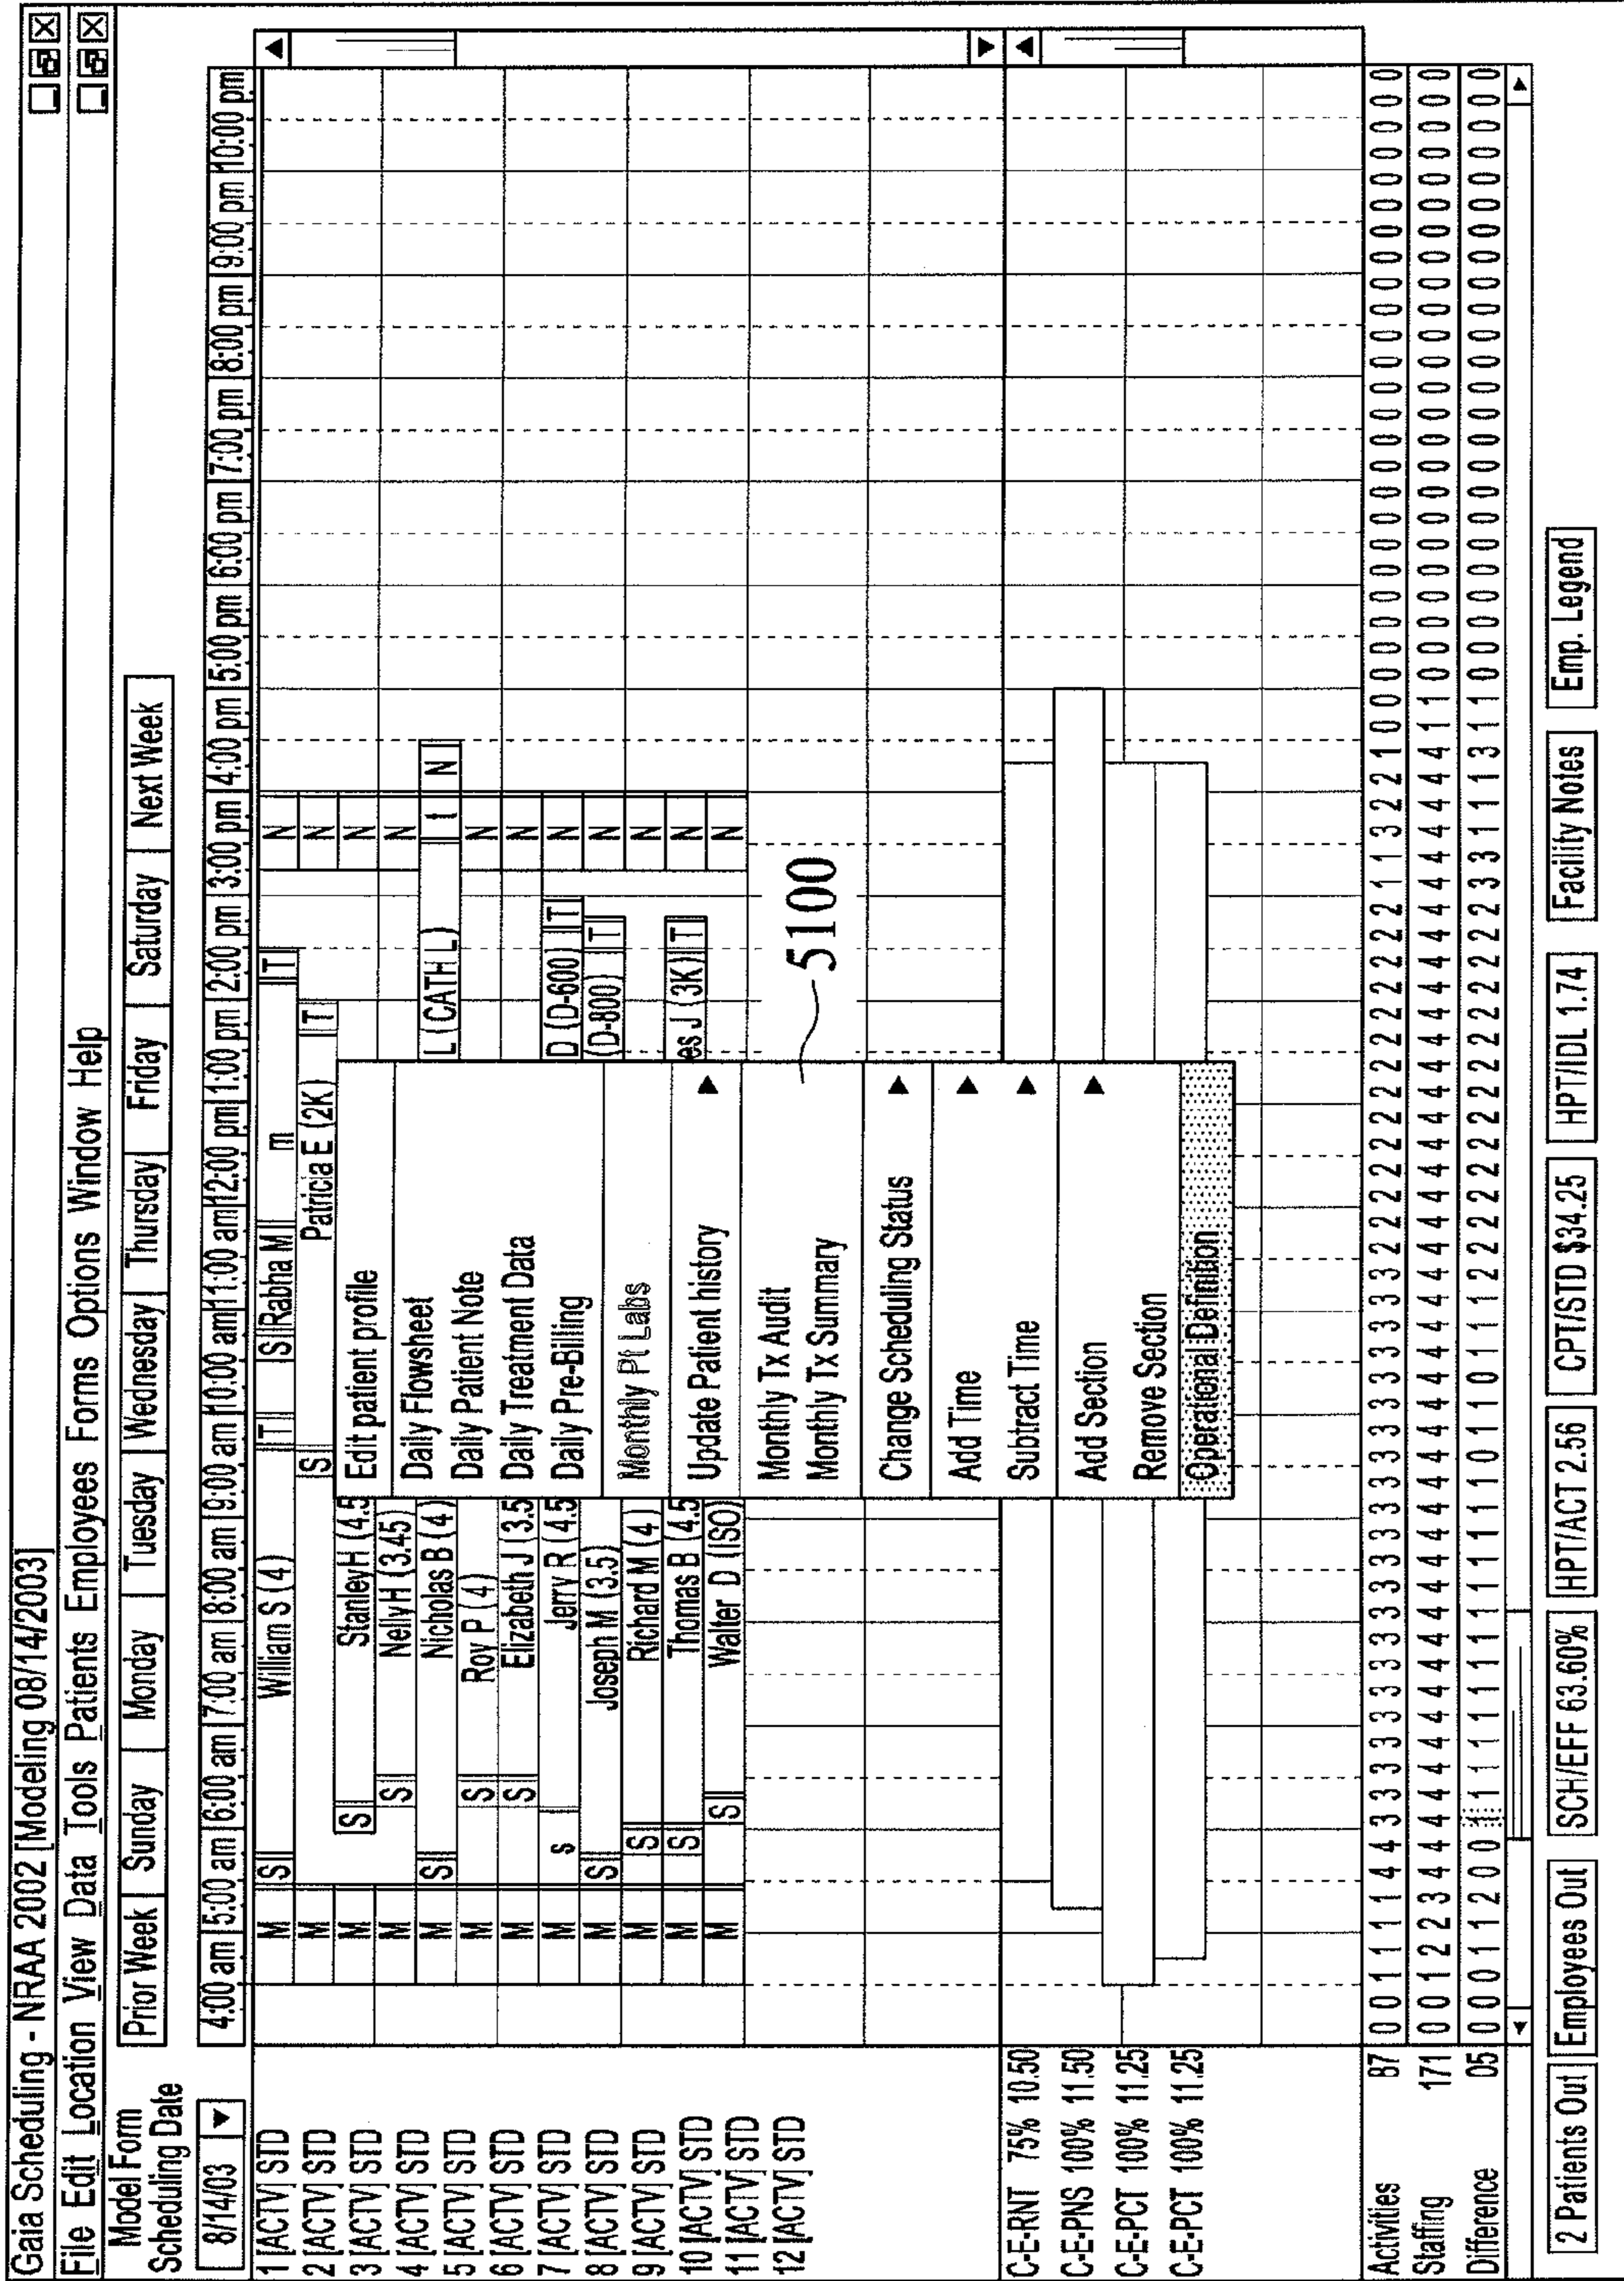 Gaia Scheduling - NRAA 2002 [Modeling 08/14/2003]
File Edit Location View Data Tools Patients Employees Forms Options Window Help
Model Form
Scheduling Date
Prior Week Sunday Monday Tuesday Wednesday Thursday Friday Saturday Next Week
8/14/03
4:00 am 5:00 am 6:00 am 7:00 am 8:00 am 9:00 am 10:00 am 11:00 am 12:00 pm 1:00 pm 2:00 pm 3:00 pm 4:00 pm 5:00 pm 6:00 pm 7:00 pm 8:00 pm 9:00 pm 10:00 pm
1 [ACTV] STD M S William S (4) T S Rabha M m T N
2 [ACTV] STD M S Patricia E (2K) T N
3 [ACTV] STD M S Stanley H (4.5 N
4 [ACTV] STD M S Nelly H (3.45) N
5 [ACTV] STD M S Nicholas B (4) L (CATH L) t N
6 [ACTV] STD M S Roy P (4) N
7 [ACTV] STD M S Elizabeth J (3.5 N
8 [ACTV] STD M s Jerry R (4.5 D (D-600) T N
9 [ACTV] STD M S Joseph M (3.5) (D-800) T N
10 [ACTV] STD M S Richard M (4) N
11 [ACTV] STD M S Thomas B (4.5 es J (3K) T N
12 [ACTV] STD M S Walter D (ISO) N
Edit patient profile
Daily Flowsheet
Daily Patient Note
Daily Treatment Data
Daily Pre-Billing
Monthly Pt Labs
Update Patient history
Monthly Tx Audit
Monthly Tx Summary
Change Scheduling Status
Add Time
Subtract Time
Add Section
Remove Section
Operational Definition
5100
C-E-RNT 75% 10.50
C-E-PNS 100% 11.50
C-E-PCT 100% 11.25
C-E-PCT 100% 11.25
Activities 87
Staffing 171
Difference 05
2 Patients Out Employees Out SCH/EFF 63.60% HPT/ACT 2.56 CPT/STD $34.25 HPT/IDL 1.74 Facility Notes Emp. Legend